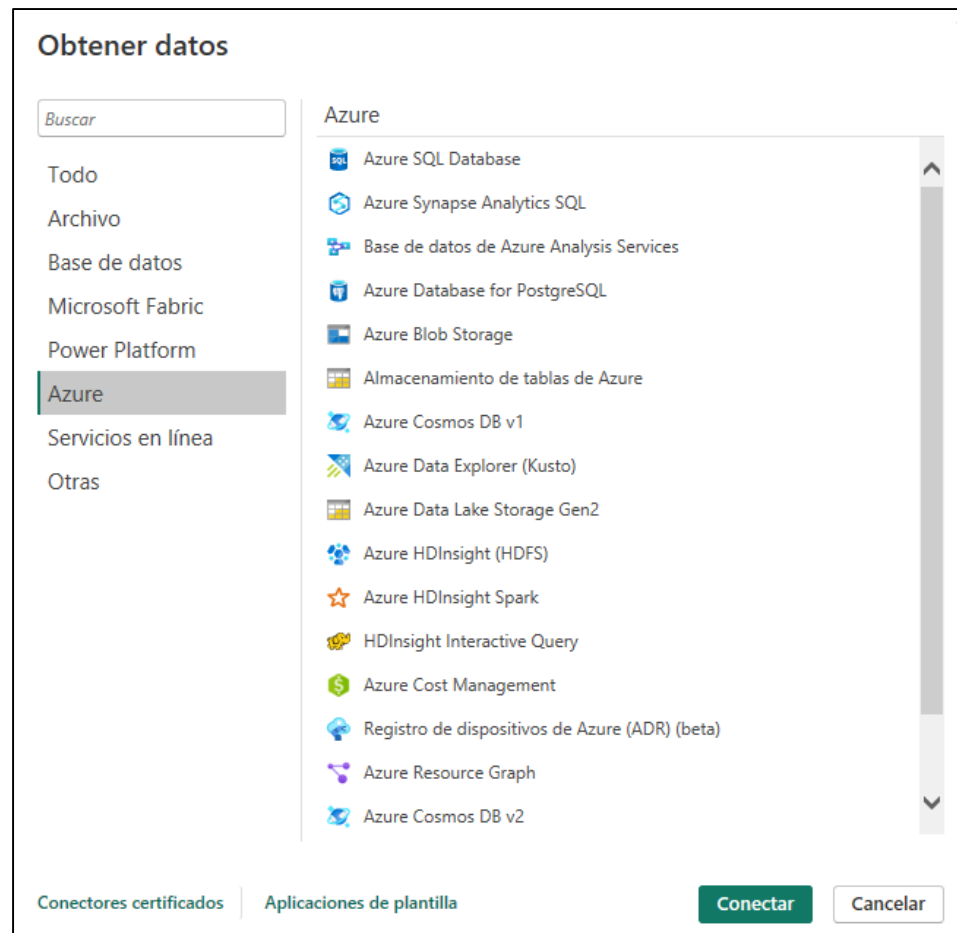 Obtener datos
Buscar
Todo
Archivo
Base de datos
Microsoft Fabric
Power Platform
Azure
Servicios en línea
Otras
Azure
SQL
Azure SQL Database
Azure Synapse Analytics SQL
Base de datos de Azure Analysis Services
Azure Database for PostgreSQL
Azure Blob Storage
Almacenamiento de tablas de Azure
Azure Cosmos DB v1
Azure Data Explorer (Kusto)
Azure Data Lake Storage Gen2
Azure HDInsight (HDFS)
Azure HDInsight Spark
HDInsight Interactive Query
$
Azure Cost Management
Registro de dispositivos de Azure (ADR) (beta)
Azure Resource Graph
Azure Cosmos DB v2
Conectores certificados
Aplicaciones de plantilla
Conectar
Cancelar